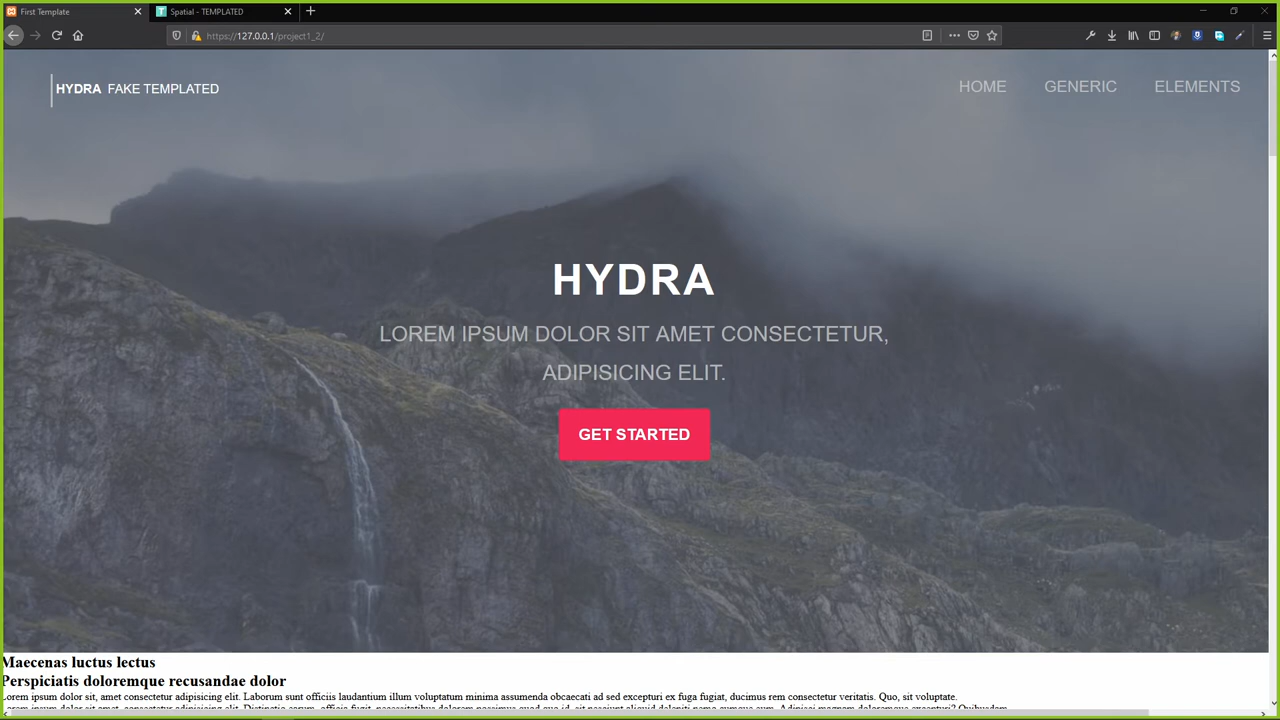 First Template
Spatial - TEMPLATED
https://127.0.0.1/project1_2/
HYDRA FAKE TEMPLATED
HOME GENERIC ELEMENTS
HYDRA
LOREM IPSUM DOLOR SIT AMET CONSECTETUR,
ADIPISICING ELIT.
GET STARTED
Maecenas luctus lectus
Perspiciatis doloremque recusandae dolor
Lorem ipsum dolor sit, amet consectetur adipisicing elit. Laborum sunt officiis laudantium illum voluptatum minima assumenda obcaecati ad sed excepturi ex fuga fugiat, ducimus rem consectetur veritatis. Quo, sit voluptate.